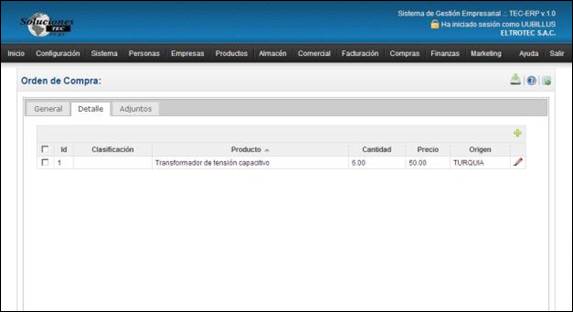 Soluciones
TEC
Sistema de Gestión Empresarial :: TEC-ERP v.1.0
Ha iniciado sesión como UUBILLUS
ELTROTEC S.A.C.
Inicio Configuración Sistema Personas Empresas Productos Almacén Comercial Facturación Compras Finanzas Marketing Ayuda Salir
Orden de Compra:
General Detalle Adjuntos
Id Clasificación Producto Cantidad Precio Origen
1 Transformador de tensión capacitivo 6.00 50.00 TURQUIA